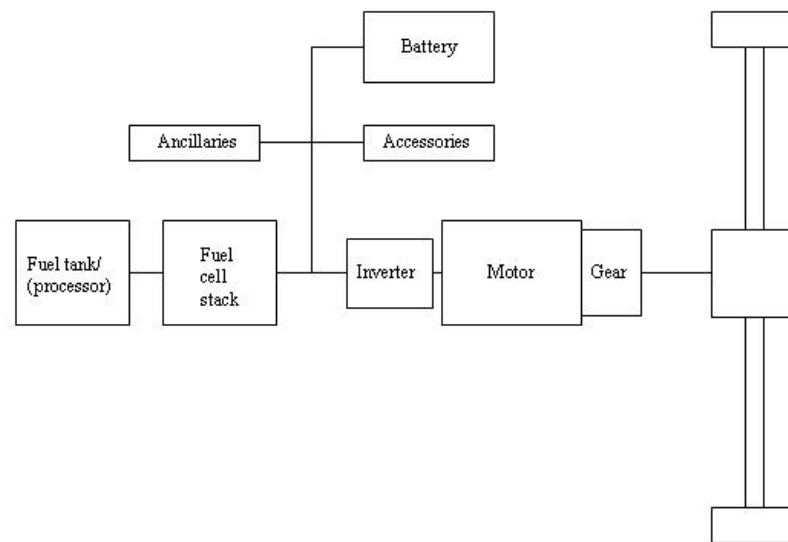 Battery
Ancillaries
Accessories
Fuel tank/
(processor)
Fuel
cell
stack
Inverter
Motor
Gear